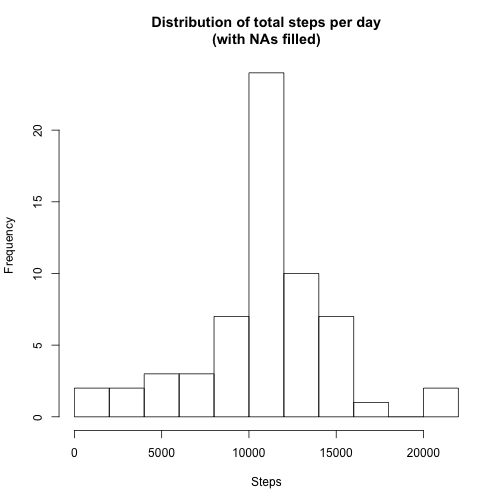 Distribution of total steps per day
(with NAs filled)
Frequency
20
15
10
5
0
0 5000 10000 15000 20000
Steps